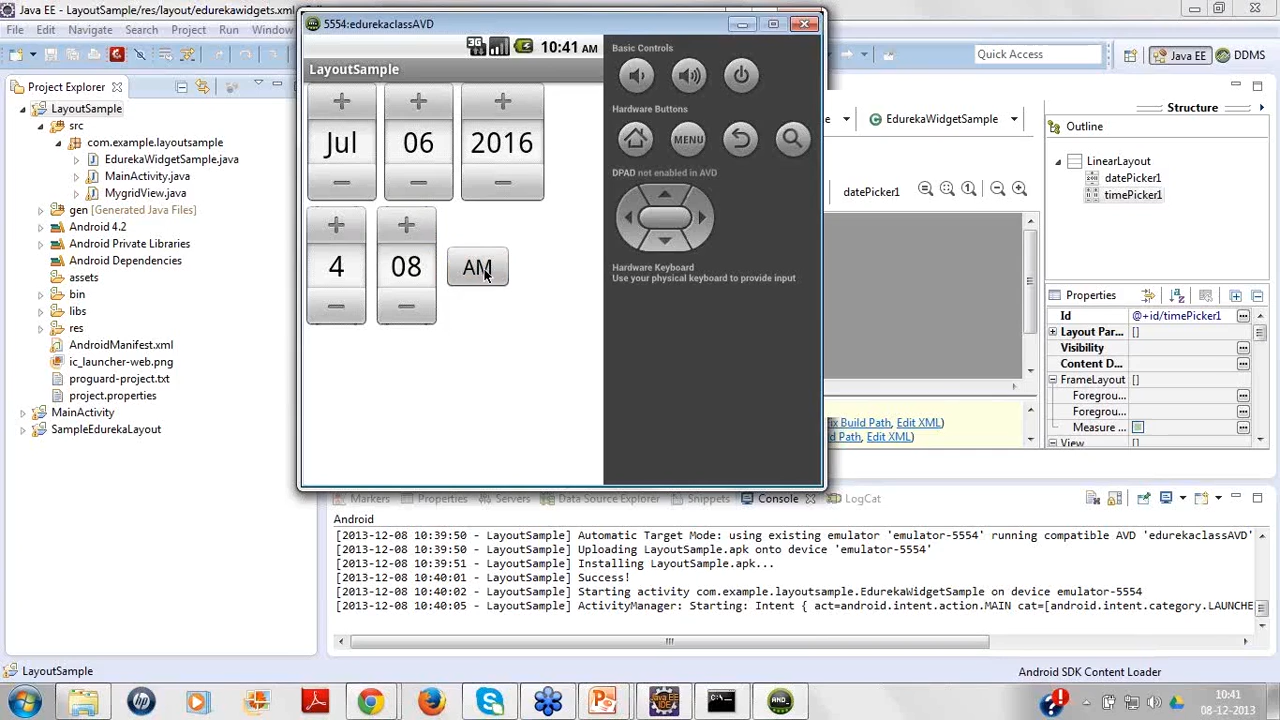 Java EE - LayoutSample/res/layout/edurekawidgets.xml
File Edit Navigate Search Project Run Window
5554:edurekaclassAVD
3G 10:41 AM
LayoutSample
Jul 06 2016
4 08 AM
Basic Controls
Hardware Buttons
MENU
DPAD not enabled in AVD
Hardware Keyboard
Use your physical keyboard to provide input
Quick Access
Java EE
DDMS
Project Explorer
LayoutSample
src
com.example.layoutsample
EdurekaWidgetSample.java
MainActivity.java
MygridView.java
gen [Generated Java Files]
Android 4.2
Android Private Libraries
Android Dependencies
assets
bin
libs
res
AndroidManifest.xml
ic_launcher-web.png
proguard-project.txt
project.properties
MainActivity
SampleEdurekaLayout
EdurekaWidgetSample
datePicker1
Structure
Outline
LinearLayout
datePicker1
timePicker1
Properties
Id @+id/timePicker1
Layout Par... []
Visibility
Content D...
FrameLayout []
Foregrou...
Foregrou...
Measure ...
View []
Fix Build Path, Edit XML)
Path, Edit XML)
Markers Properties Servers Data Source Explorer Snippets Console LogCat
Android
[2013-12-08 10:39:50 - LayoutSample] Automatic Target Mode: using existing emulator 'emulator-5554' running compatible AVD 'edurekaclassAVD'
[2013-12-08 10:39:50 - LayoutSample] Uploading LayoutSample.apk onto device 'emulator-5554'
[2013-12-08 10:39:51 - LayoutSample] Installing LayoutSample.apk...
[2013-12-08 10:40:01 - LayoutSample] Success!
[2013-12-08 10:40:02 - LayoutSample] Starting activity com.example.layoutsample.EdurekaWidgetSample on device emulator-5554
[2013-12-08 10:40:05 - LayoutSample] ActivityManager: Starting: Intent { act=android.intent.action.MAIN cat=[android.intent.category.LAUNCHE
LayoutSample
Android SDK Content Loader
10:41
08-12-2013